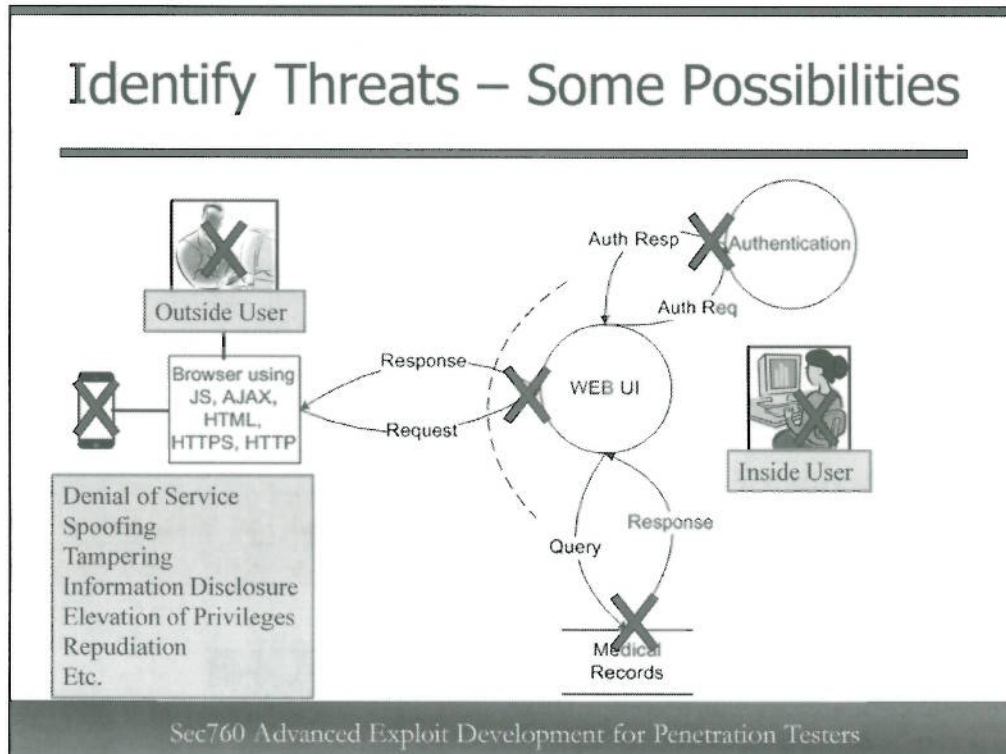 Identify Threats – Some Possibilities
Outside User
Browser using
JS, AJAX,
HTML,
HTTPS, HTTP
Response
Request
Auth Resp
Authentication
Auth Req
WEB UI
Inside User
Query
Response
Medical
Records
Denial of Service
Spoofing
Tampering
Information Disclosure
Elevation of Privileges
Repudiation
Etc.
Sec760 Advanced Exploit Development for Penetration Testers